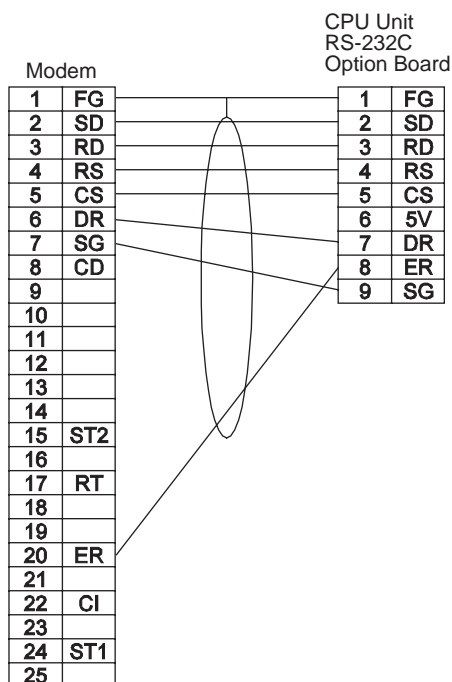 CPU Unit
RS-232C
Option Board
Modem
1 FG
2 SD
3 RD
4 RS
5 CS
6 DR
7 SG
8 CD
9
10
11
12
13
14
15 ST2
16
17 RT
18
19
20 ER
21
22 CI
23
24 ST1
25
1 FG
2 SD
3 RD
4 RS
5 CS
6 5V
7 DR
8 ER
9 SG